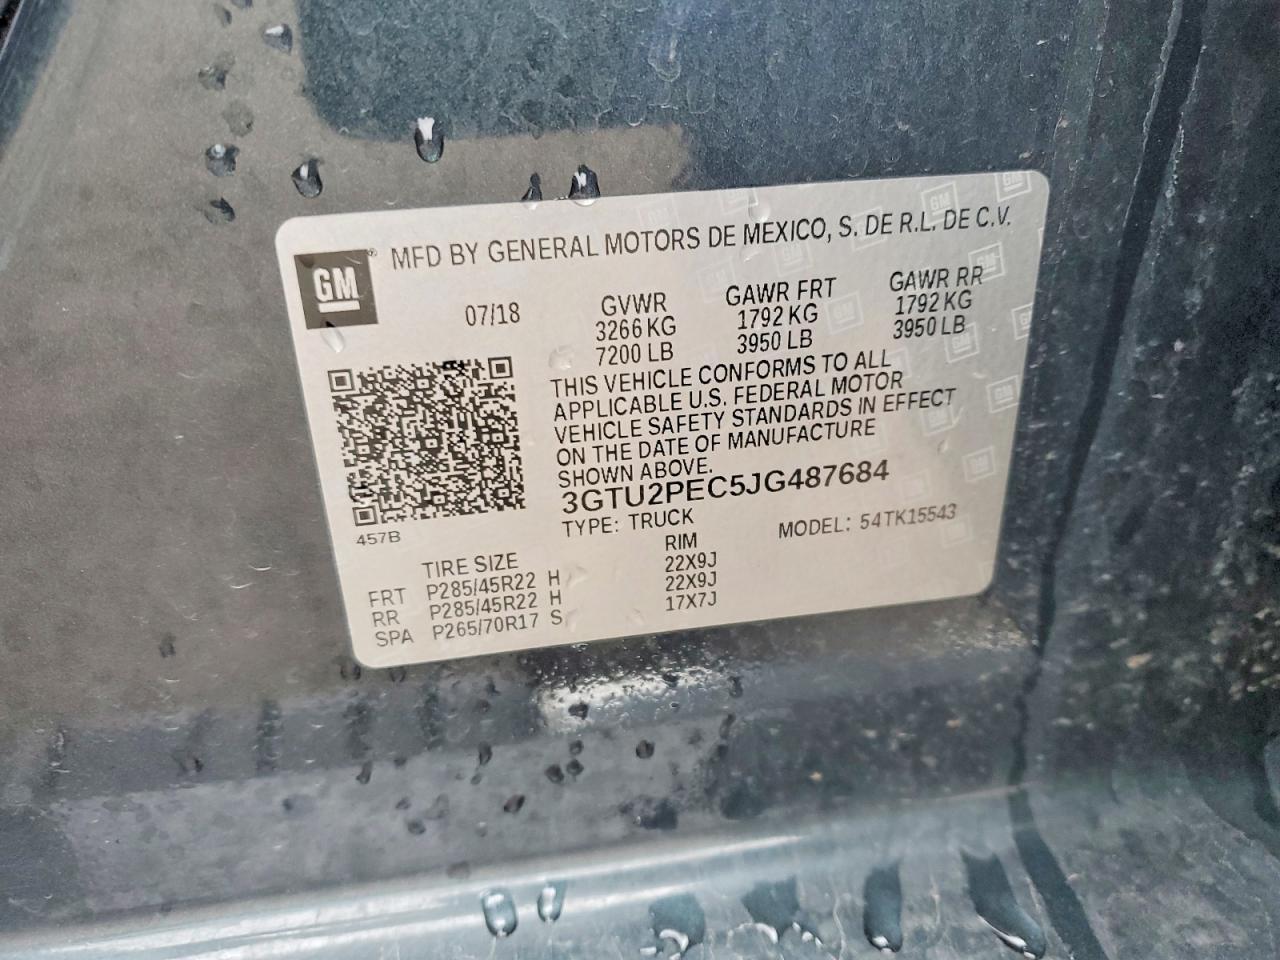 GM® MFD BY GENERAL MOTORS DE MEXICO, S. DE R.L. DE C.V.
07/18 GVWR GAWR FRT GAWR RR
3266 KG 1792 KG 1792 KG
7200 LB 3950 LB 3950 LB
THIS VEHICLE CONFORMS TO ALL
APPLICABLE U.S. FEDERAL MOTOR
VEHICLE SAFETY STANDARDS IN EFFECT
ON THE DATE OF MANUFACTURE
SHOWN ABOVE.
3GTU2PEC5JG487684
457B TYPE: TRUCK MODEL: 54TK15543
TIRE SIZE RIM
FRT P285/45R22 H 22X9J
RR P285/45R22 H 22X9J
SPA P265/70R17 S 17X7J